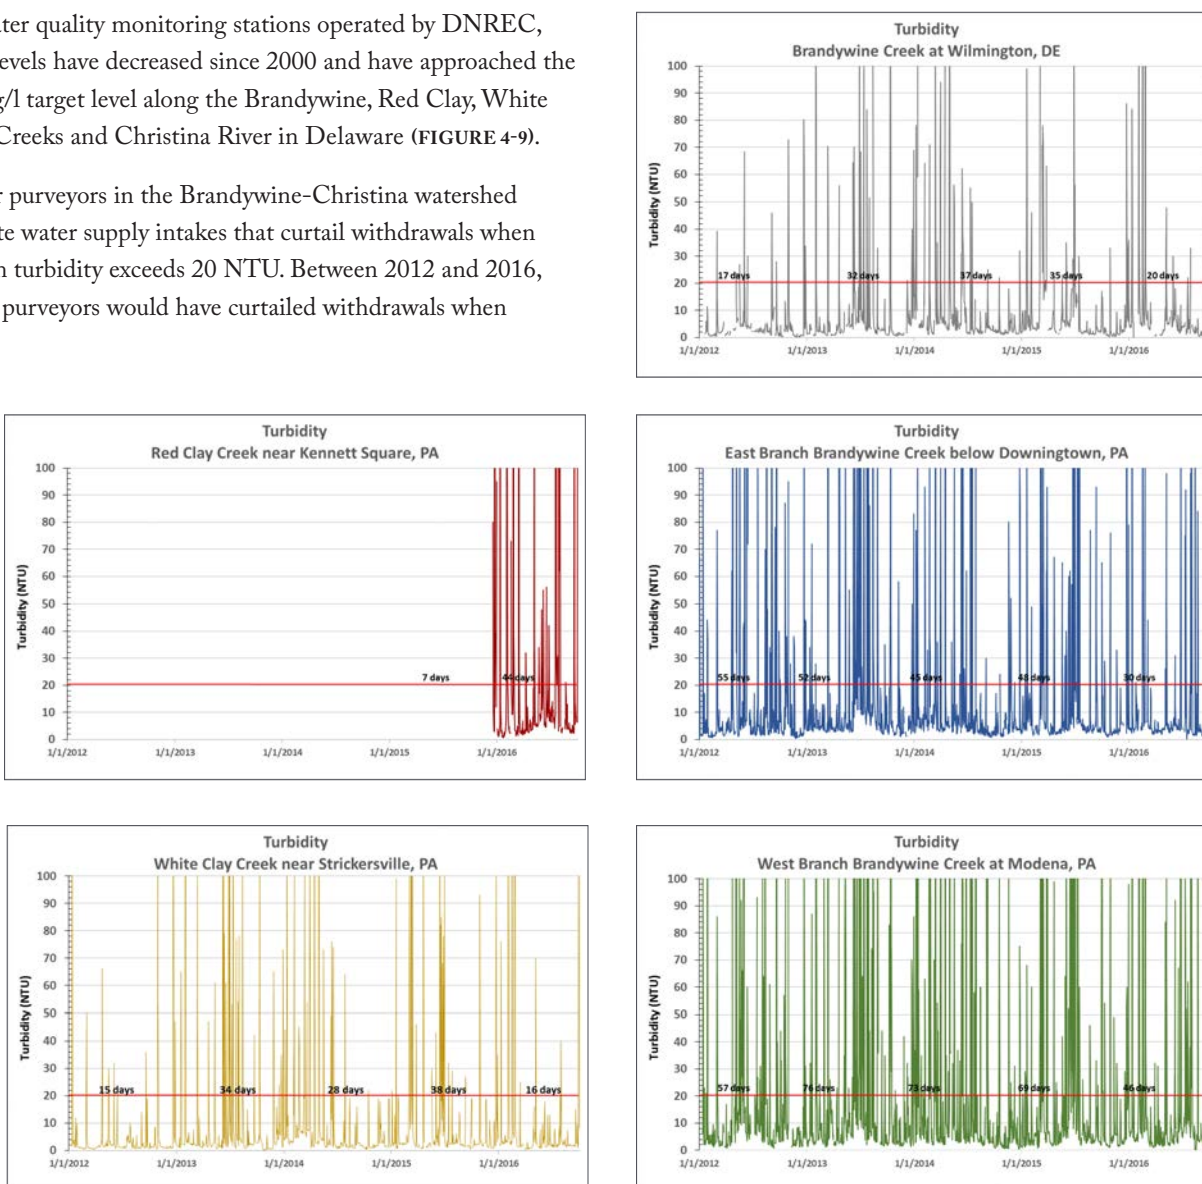 ter quality monitoring stations operated by DNREC,
evels have decreased since 2000 and have approached the
g/l target level along the Brandywine, Red Clay, White
Creeks and Christina River in Delaware (FIGURE 4-9).
r purveyors in the Brandywine-Christina watershed
te water supply intakes that curtail withdrawals when
n turbidity exceeds 20 NTU. Between 2012 and 2016,
purveyors would have curtailed withdrawals when
Turbidity
Brandywine Creek at Wilmington, DE
Turbidity (NTU)
100
90
80
70
60
50
40
30
20
10
0
17 days 32 days 37 days 35 days 20 days
1/1/2012 1/1/2013 1/1/2014 1/1/2015 1/1/2016
Turbidity
Red Clay Creek near Kennett Square, PA
Turbidity (NTU)
100
90
80
70
60
50
40
30
20
10
0
7 days 44 days
1/1/2012 1/1/2013 1/1/2014 1/1/2015 1/1/2016
Turbidity
East Branch Brandywine Creek below Downingtown, PA
Turbidity (NTU)
100
90
80
70
60
50
40
30
20
10
0
55 days 52 days 45 days 48 days 30 days
1/1/2012 1/1/2013 1/1/2014 1/1/2015 1/1/2016
Turbidity
White Clay Creek near Strickersville, PA
Turbidity (NTU)
100
90
80
70
60
50
40
30
20
10
0
15 days 34 days 28 days 38 days 16 days
1/1/2012 1/1/2013 1/1/2014 1/1/2015 1/1/2016
Turbidity
West Branch Brandywine Creek at Modena, PA
Turbidity (NTU)
100
90
80
70
60
50
40
30
20
10
0
57 days 76 days 73 days 69 days 46 days
1/1/2012 1/1/2013 1/1/2014 1/1/2015 1/1/2016